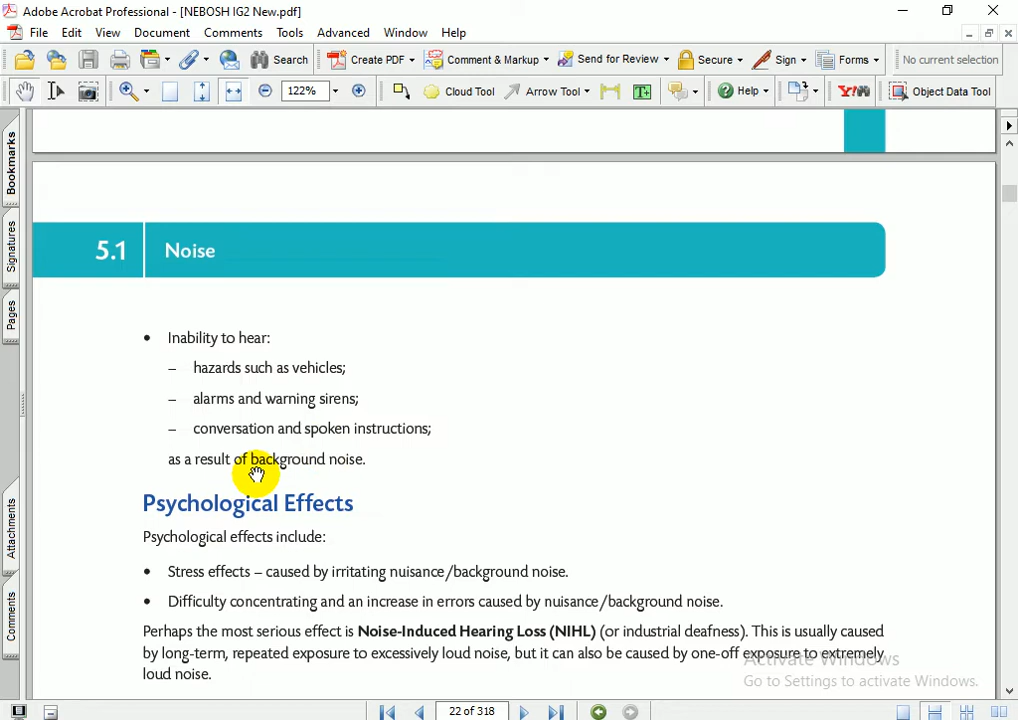 Adobe Acrobat Professional - [NEBOSH IG2 New.pdf]
File Edit View Document Comments Tools Advanced Window Help
Search Create PDF Comment & Markup Send for Review Secure Sign Forms No current selection
122% Cloud Tool Arrow Tool T Help Y! Object Data Tool
Bookmarks
Signatures
Pages
Attachments
Comments
5.1 Noise
• Inability to hear:
– hazards such as vehicles;
– alarms and warning sirens;
– conversation and spoken instructions;
as a result of background noise.
Psychological Effects
Psychological effects include:
• Stress effects – caused by irritating nuisance/background noise.
• Difficulty concentrating and an increase in errors caused by nuisance/background noise.
Perhaps the most serious effect is Noise-Induced Hearing Loss (NIHL) (or industrial deafness). This is usually caused
by long-term, repeated exposure to excessively loud noise, but it can also be caused by one-off exposure to extremely
loud noise.
Activate Windows
Go to Settings to activate Windows.
22 of 318